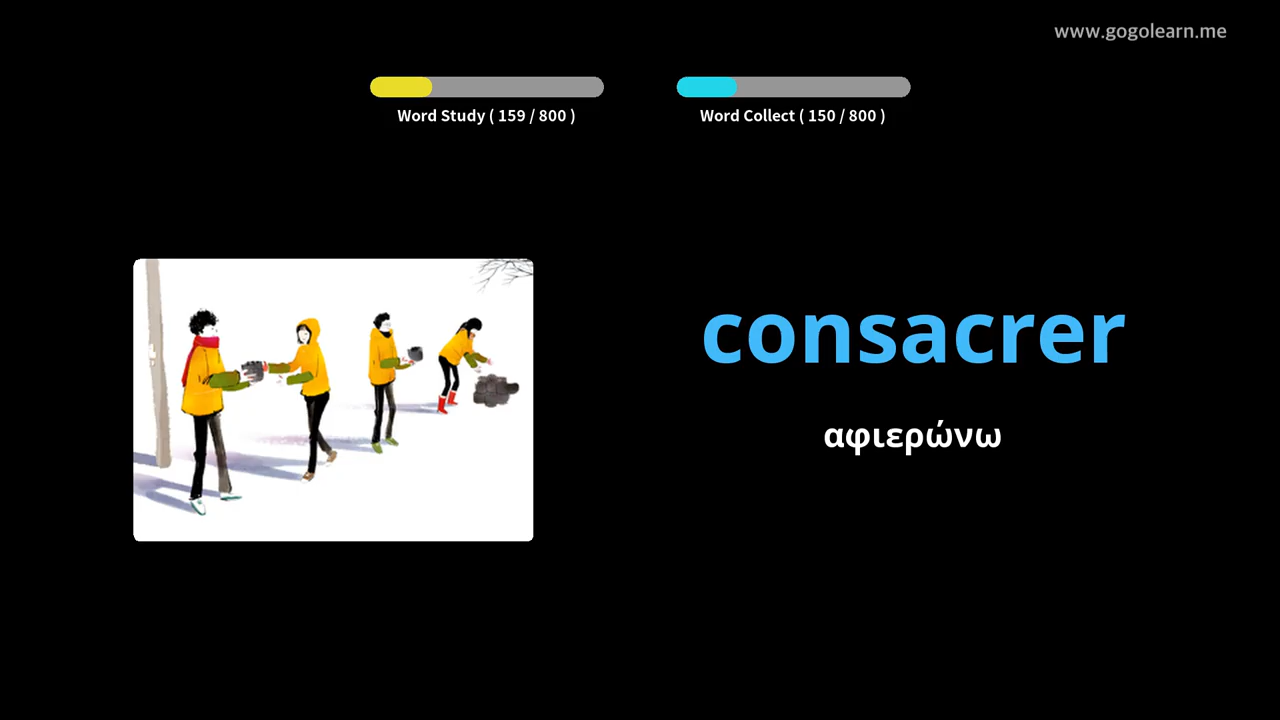 www.gogolearn.me
Word Study ( 159 / 800 )
Word Collect ( 150 / 800 )
consacrer
αφιερώνω